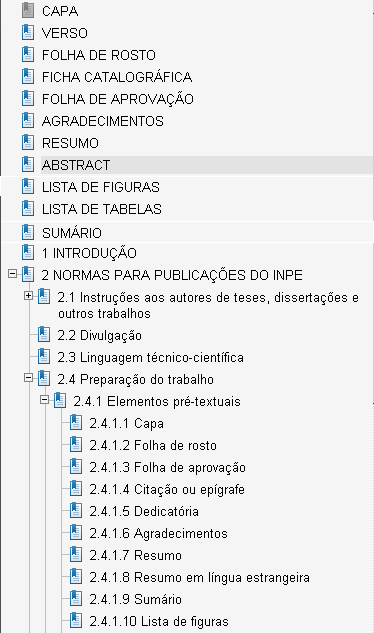 CAPA
VERSO
FOLHA DE ROSTO
FICHA CATALOGRÁFICA
FOLHA DE APROVAÇÃO
AGRADECIMENTOS
RESUMO
ABSTRACT
LISTA DE FIGURAS
LISTA DE TABELAS
SUMÁRIO
1 INTRODUÇÃO
2 NORMAS PARA PUBLICAÇÕES DO INPE
2.1 Instruções aos autores de teses, dissertações e
outros trabalhos
2.2 Divulgação
2.3 Linguagem técnico-científica
2.4 Preparação do trabalho
2.4.1 Elementos pré-textuais
2.4.1.1 Capa
2.4.1.2 Folha de rosto
2.4.1.3 Folha de aprovação
2.4.1.4 Citação ou epígrafe
2.4.1.5 Dedicatória
2.4.1.6 Agradecimentos
2.4.1.7 Resumo
2.4.1.8 Resumo em língua estrangeira
2.4.1.9 Sumário
2.4.1.10 Lista de figuras